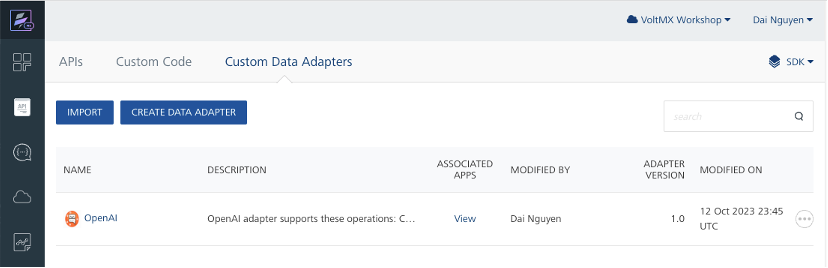 VoltMX Workshop
Dai Nguyen
APIs
Custom Code
Custom Data Adapters
SDK
IMPORT
CREATE DATA ADAPTER
search
NAME
DESCRIPTION
ASSOCIATED
APPS
MODIFIED BY
ADAPTER
VERSION
MODIFIED ON
OpenAI
OpenAI adapter supports these operations: C...
View
Dai Nguyen
1.0
12 Oct 2023 23:45
UTC
API